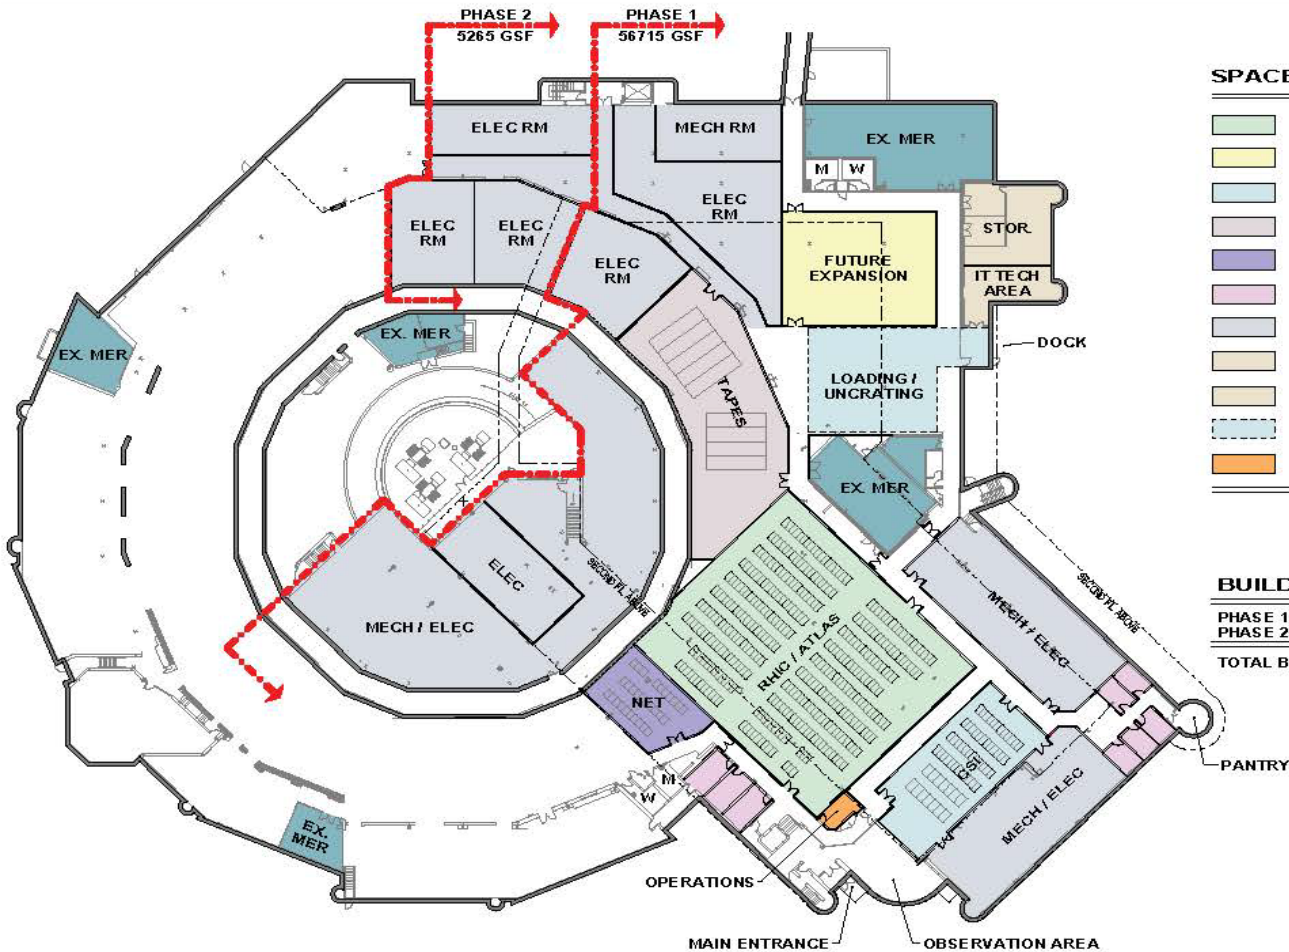 PHASE 2
5265 GSF
PHASE 1
56715 GSF
SPACE
ELEC RM
MECH RM
EX. MER
M
W
ELEC
RM
ELEC
RM
ELEC
RM
ELEC
RM
STOR.
FUTURE
EXPANSION
IT TECH
AREA
EX. MER
EX. MER
DOCK
LOADING /
UNCRATING
TAPES
EX. MER
ELEC
SECOND FL ABOVE
SECOND FL ABOVE
MECH / ELEC
MECH / ELEC
RHIC / ATLAS
BUILD
PHASE 1
PHASE 2
TOTAL B
NET
CSI
PANTRY
M
W
MECH / ELEC
EX.
MER
OPERATIONS
MAIN ENTRANCE
OBSERVATION AREA